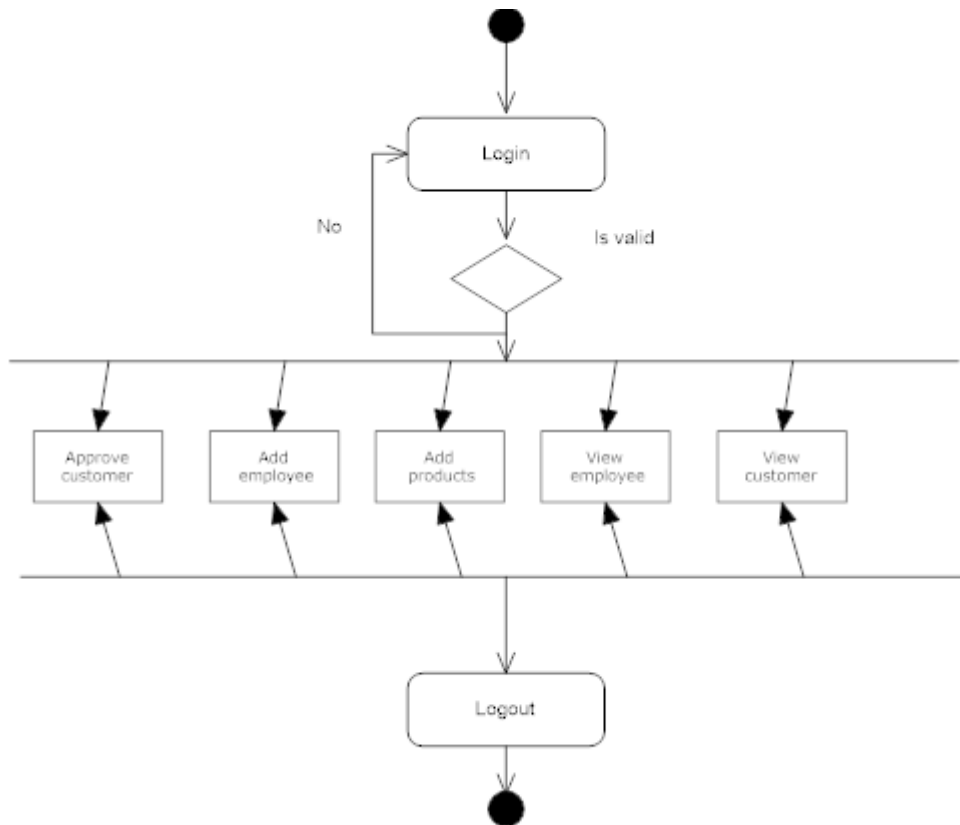 Login
No
Is valid
Approve
customer
Add
employee
Add
products
View
employee
View
customer
Logout